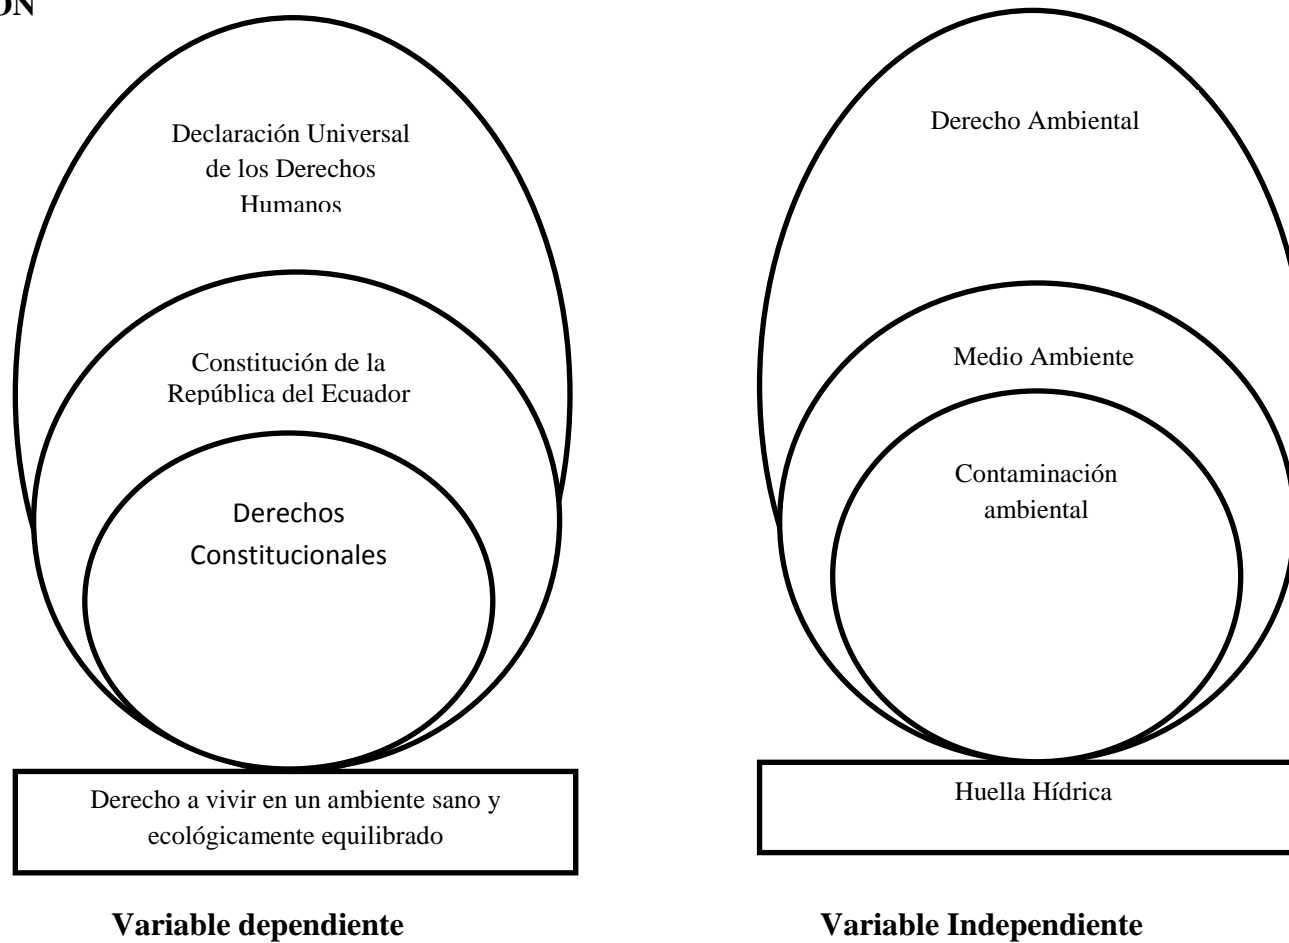 ÓN
Declaración Universal
de los Derechos
Humanos
Constitución de la
República del Ecuador
Derechos
Constitucionales
Derecho a vivir en un ambiente sano y
ecológicamente equilibrado
Variable dependiente
Derecho Ambiental
Medio Ambiente
Contaminación
ambiental
Huella Hídrica
Variable Independiente